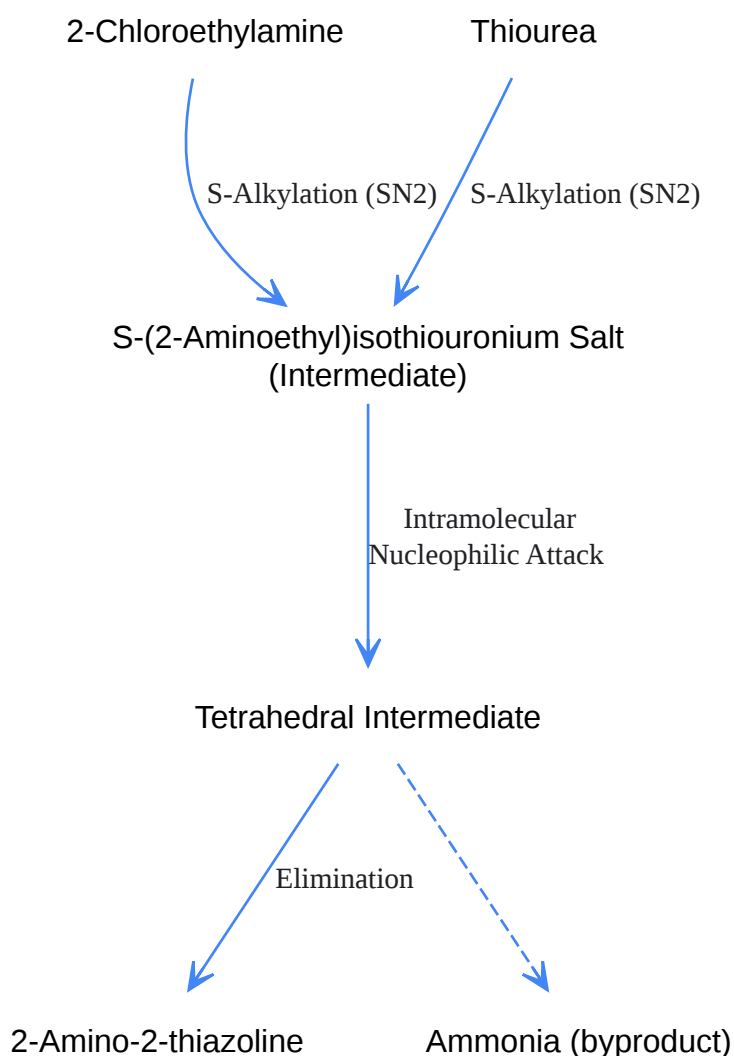 2-Chloroethylamine
Thiourea
S-Alkylation (SN2)
S-Alkylation (SN2)
S-(2-Aminoethyl)isothiouronium Salt
(Intermediate)
Intramolecular
Nucleophilic Attack
Tetrahedral Intermediate
Elimination
2-Amino-2-thiazoline
Ammonia (byproduct)